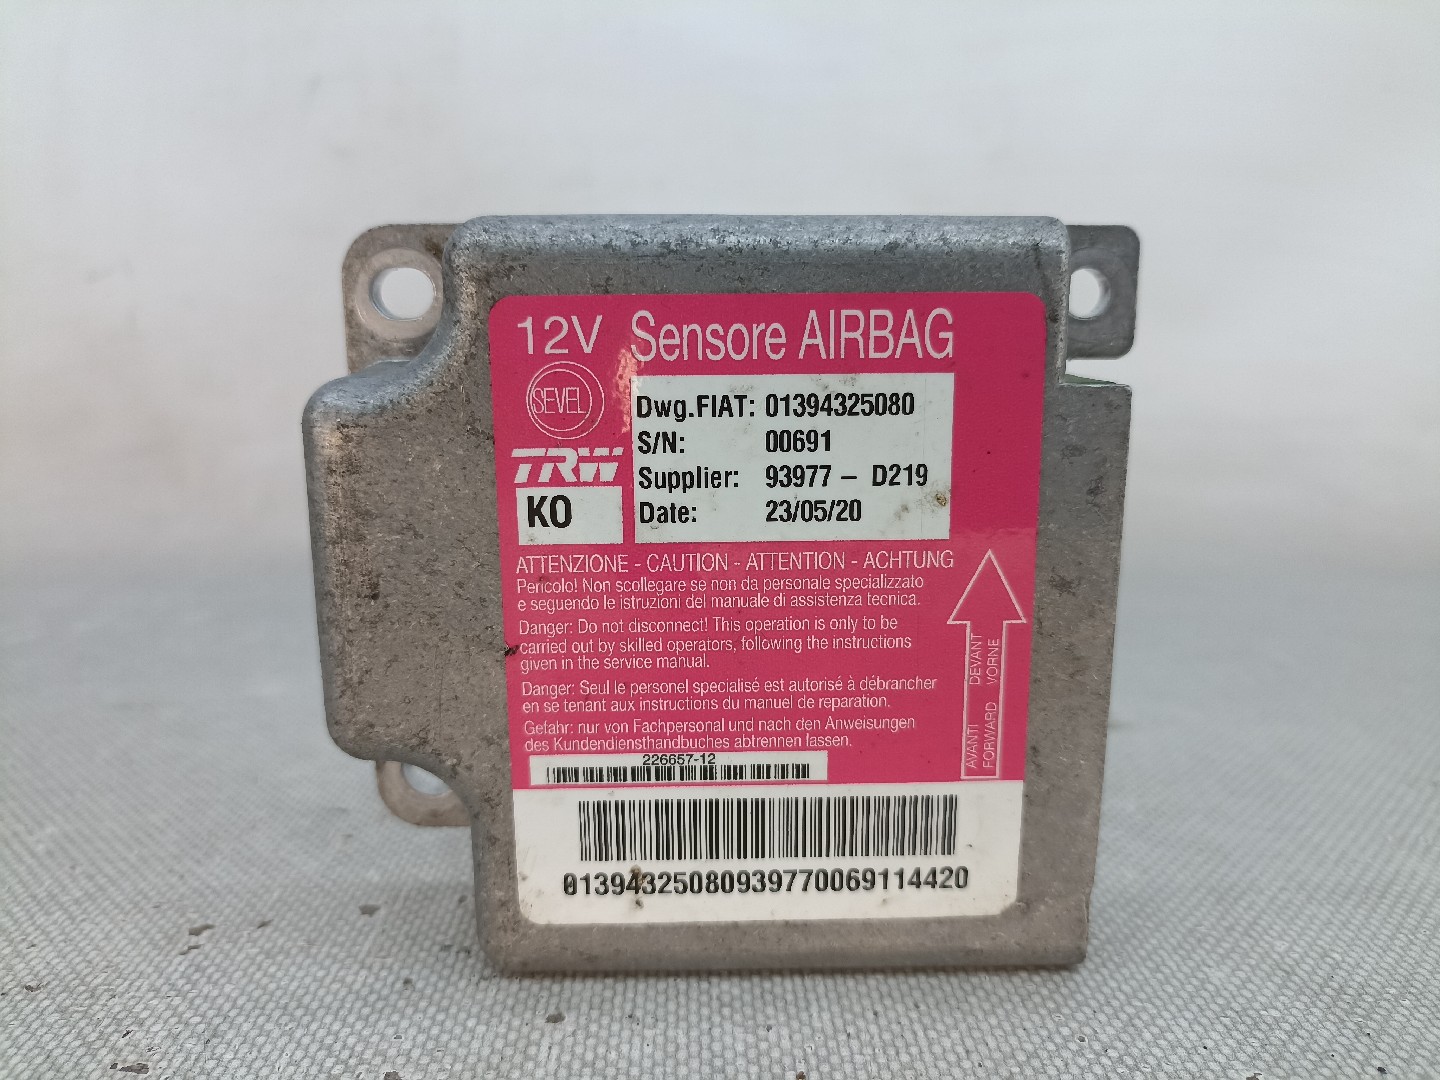 12V Sensore AIRBAG
SEVEL
TRW
KO
Dwg.FIAT: 01394325080
S/N: 00691
Supplier: 93977 - D219
Date: 23/05/20
ATTENZIONE - CAUTION - ATTENTION - ACHTUNG
Pericolo! Non scollegare se non da personale specializzato
e seguendo le istruzioni del manuale di assistenza tecnica.
Danger: Do not disconnect! This operation is only to be
carried out by skilled operators, following the instructions
given in the service manual.
Danger: Seul le personel specialisé est autorisé à débrancher
en se tenant aux instructions du manuel de reparation.
Gefahr: nur von Fachpersonal und nach den Anweisungen
des Kundendiensthandbuches abtrennen lassen.
AVANTI DEVANT
FORWARD VORNE
226657-12
01394325080939770069114420